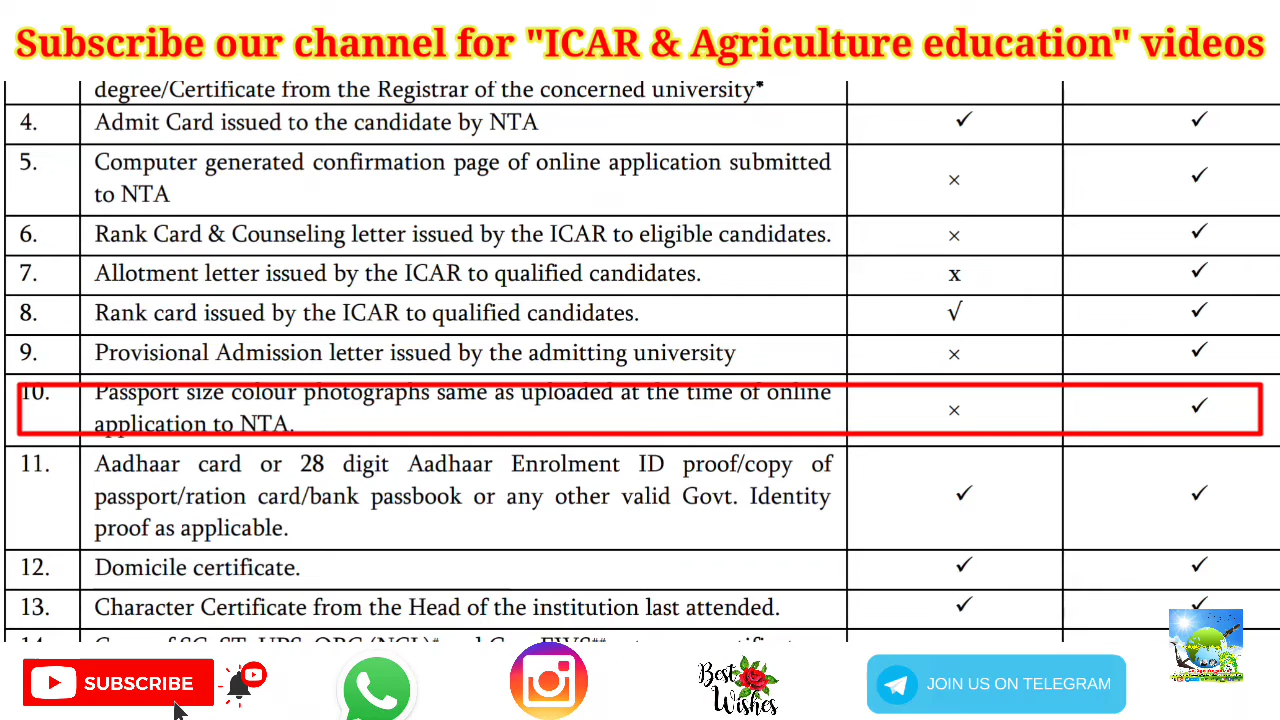 Subscribe our channel for "ICAR & Agriculture education" videos
degree/Certificate from the Registrar of the concerned university*
4. Admit Card issued to the candidate by NTA ✓ ✓
5. Computer generated confirmation page of online application submitted
to NTA × ✓
6. Rank Card & Counseling letter issued by the ICAR to eligible candidates. × ✓
7. Allotment letter issued by the ICAR to qualified candidates. x ✓
8. Rank card issued by the ICAR to qualified candidates. √ ✓
9. Provisional Admission letter issued by the admitting university × ✓
10. Passport size colour photographs same as uploaded at the time of online
application to NTA. × ✓
11. Aadhaar card or 28 digit Aadhaar Enrolment ID proof/copy of
passport/ration card/bank passbook or any other valid Govt. Identity
proof as applicable. ✓ ✓
12. Domicile certificate. ✓ ✓
13. Character Certificate from the Head of the institution last attended. ✓ ✓
SUBSCRIBE
Best
Wishes
JOIN US ON TELEGRAM